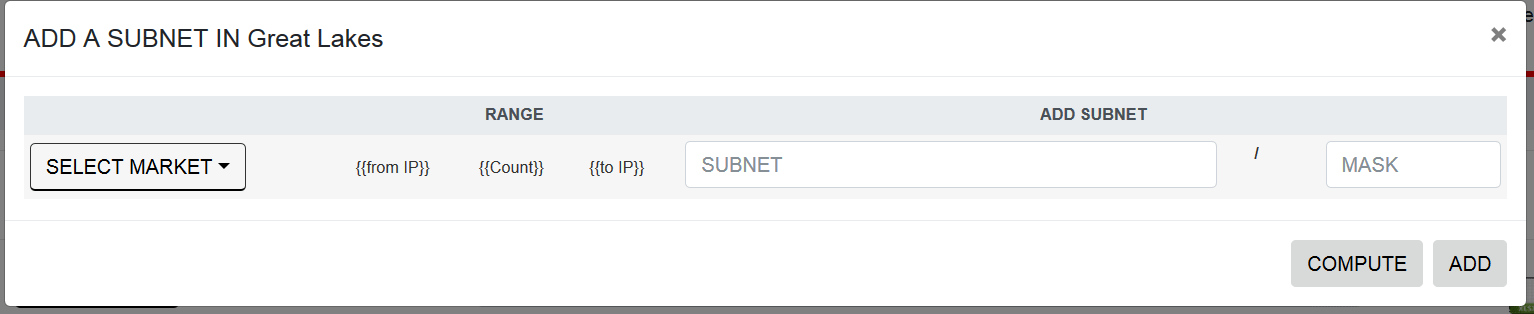 ADD A SUBNET IN Great Lakes
×
RANGE ADD SUBNET
SELECT MARKET {{from IP}} {{Count}} {{to IP}} SUBNET / MASK
COMPUTE ADD